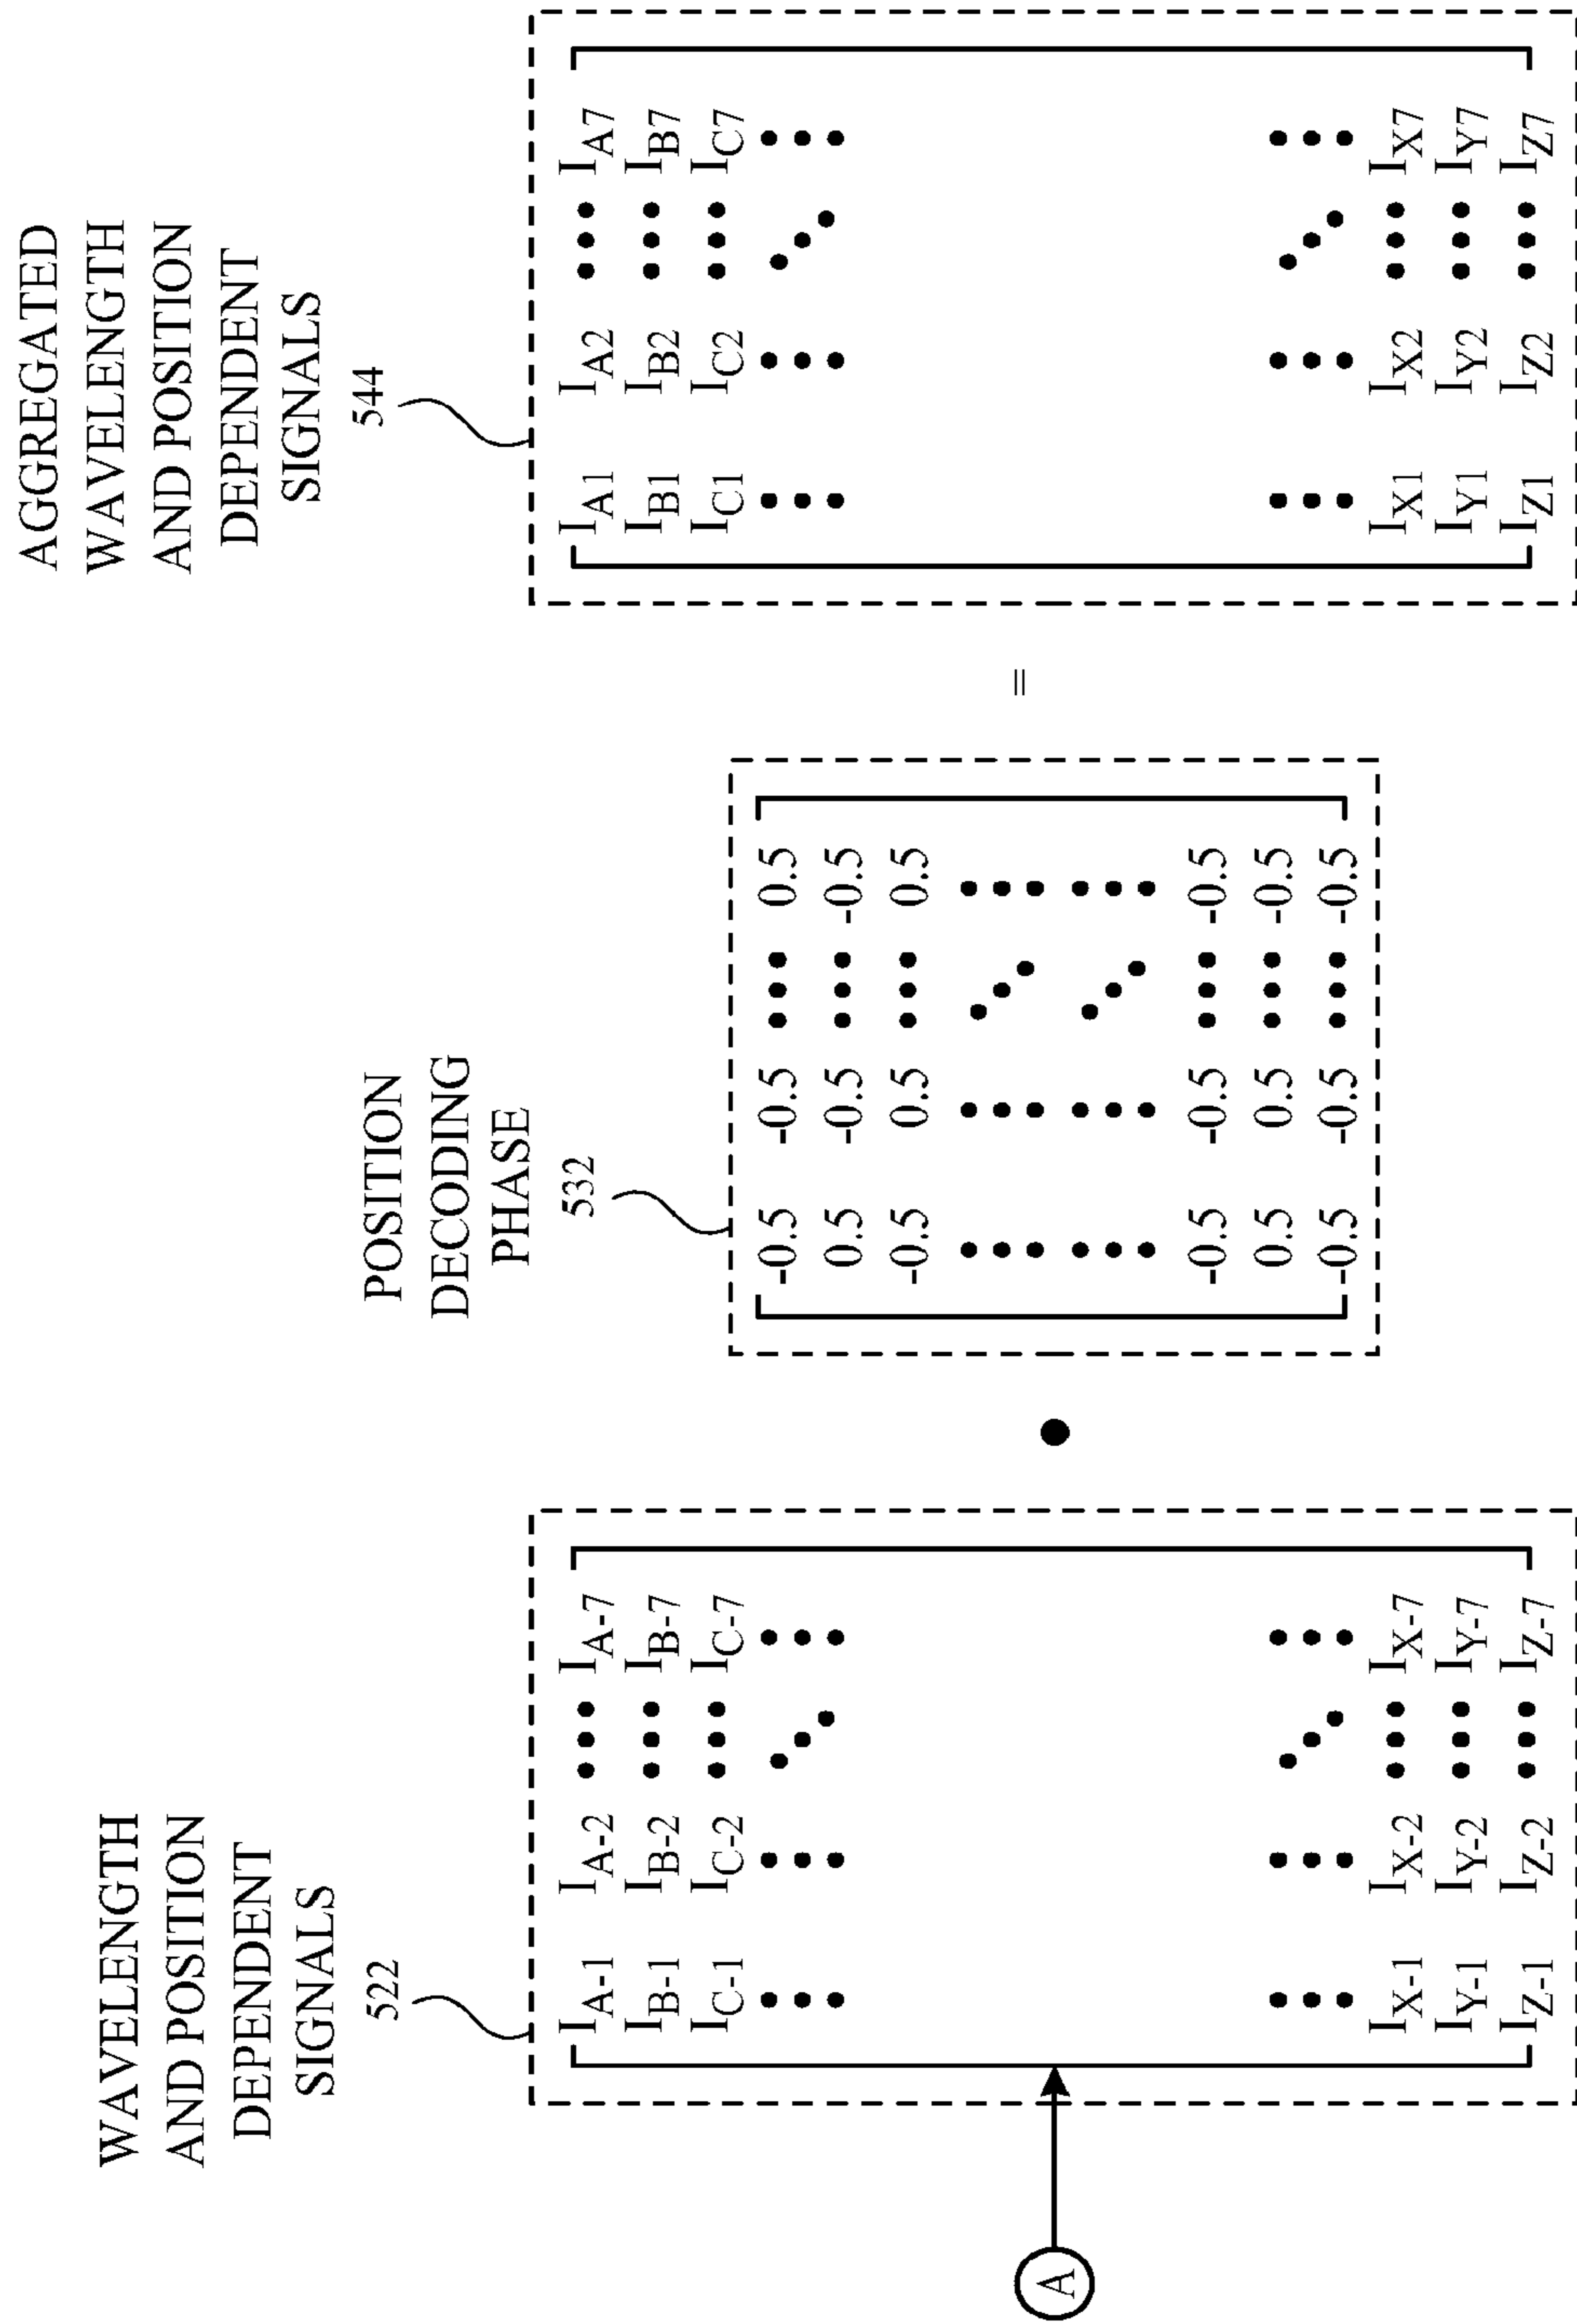 WAVELENGTH
AND POSITION
DEPENDENT
SIGNALS
522
A
I_A-1 I_A-2 ••• I_A-7
I_B-1 I_B-2 ••• I_B-7
I_C-1 I_C-2 ••• I_C-7
I_X-1 I_X-2 ••• I_X-7
I_Y-1 I_Y-2 ••• I_Y-7
I_Z-1 I_Z-2 ••• I_Z-7
•
POSITION
DECODING
PHASE
532
-0.5 -0.5 ••• 0.5
0.5 -0.5 ••• -0.5
-0.5 0.5 ••• 0.5
-0.5 -0.5 ••• -0.5
0.5 0.5 ••• -0.5
-0.5 -0.5 ••• -0.5
=
AGGREGATED
WAVELENGTH
AND POSITION
DEPENDENT
SIGNALS
544
I_A1 I_A2 ••• I_A7
I_B1 I_B2 ••• I_B7
I_C1 I_C2 ••• I_C7
I_X1 I_X2 ••• I_X7
I_Y1 I_Y2 ••• I_Y7
I_Z1 I_Z2 ••• I_Z7